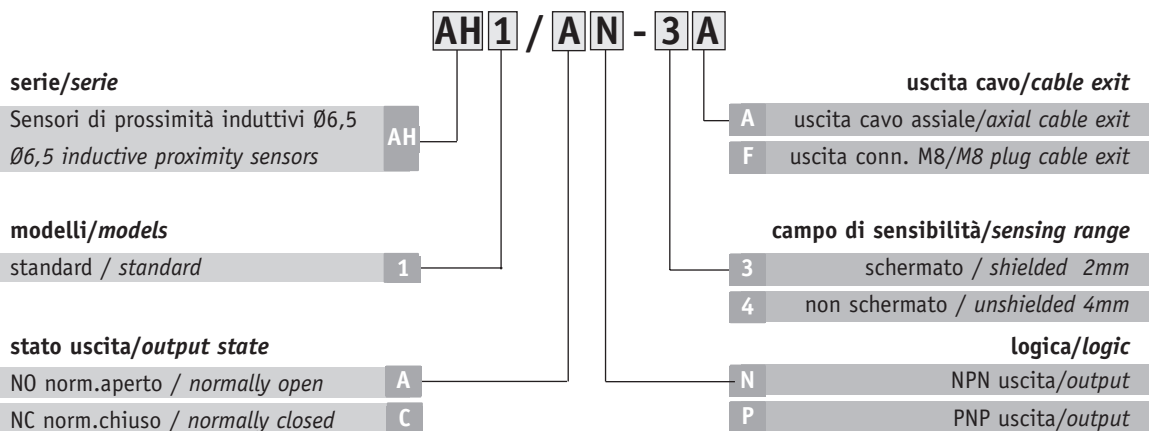 AH1/AN-3A
serie/serie
Sensori di prossimità induttivi Ø6,5
Ø6,5 inductive proximity sensors
AH
modelli/models
standard / standard 1
stato uscita/output state
NO norm.aperto / normally open A
NC norm.chiuso / normally closed C
uscita cavo/cable exit
A uscita cavo assiale/axial cable exit
F uscita conn. M8/M8 plug cable exit
campo di sensibilità/sensing range
3 schermato / shielded 2mm
4 non schermato / unshielded 4mm
logica/logic
N NPN uscita/output
P PNP uscita/output